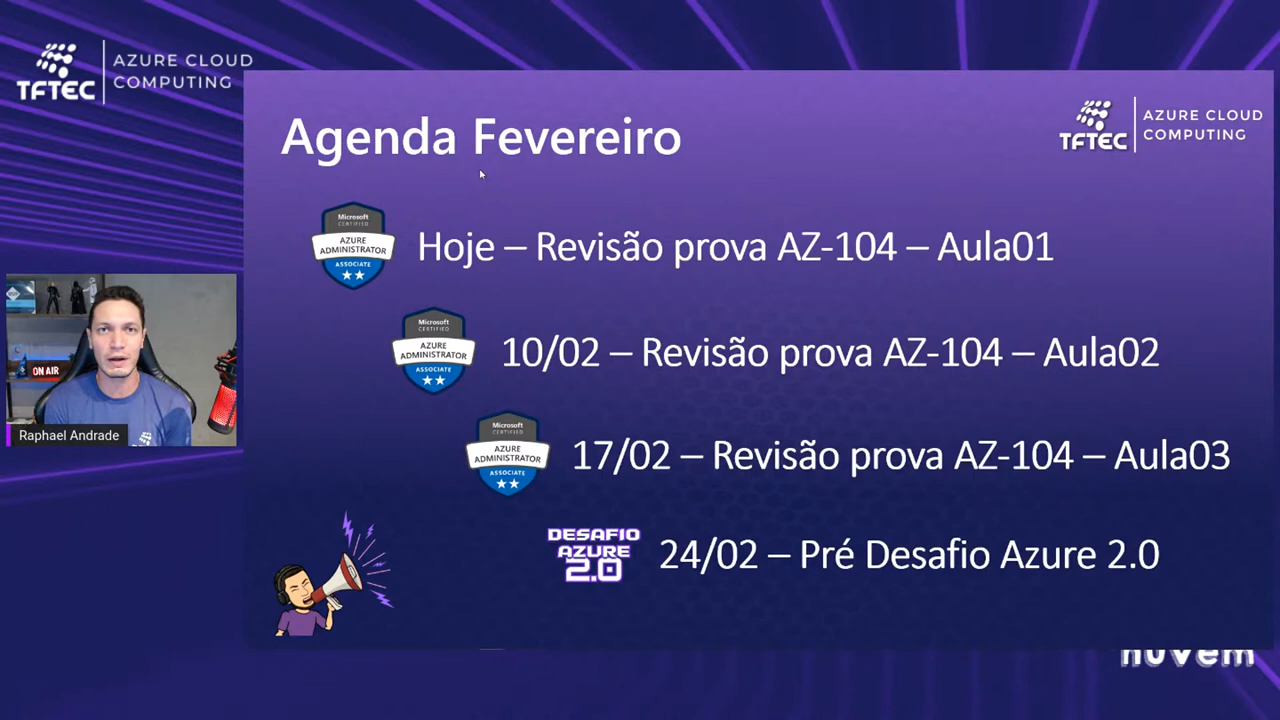 TFTEC
AZURE CLOUD
COMPUTING
Agenda Fevereiro
TFTEC
AZURE CLOUD
COMPUTING
Microsoft
CERTIFIED
AZURE
ADMINISTRATOR
ASSOCIATE
Hoje – Revisão prova AZ-104 – Aula01
Microsoft
CERTIFIED
AZURE
ADMINISTRATOR
ASSOCIATE
10/02 – Revisão prova AZ-104 – Aula02
ON AIR
Raphael Andrade
Microsoft
CERTIFIED
AZURE
ADMINISTRATOR
ASSOCIATE
17/02 – Revisão prova AZ-104 – Aula03
DESAFIO
AZURE
2.0
24/02 – Pré Desafio Azure 2.0
nuvem